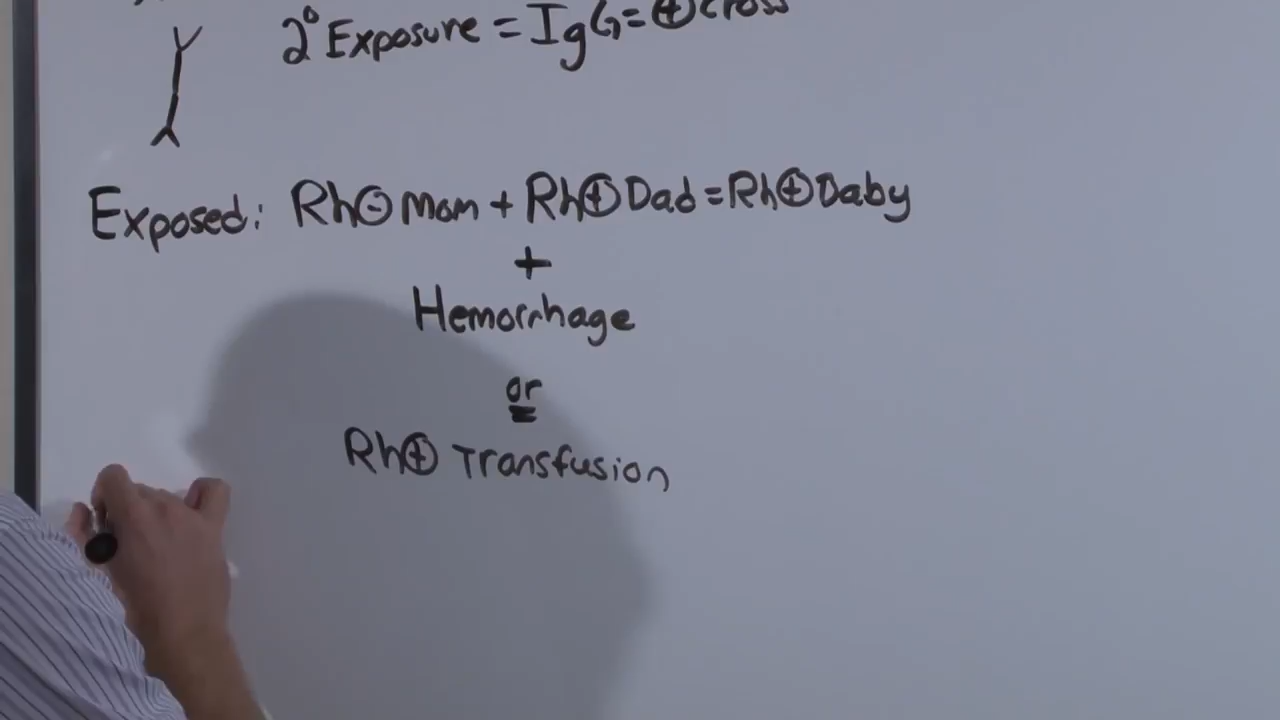 2° Exposure = IgG = ⊕Cross
Exposed: Rh⊖ Mom + Rh⊕ Dad = Rh⊕ Baby
+
Hemorrhage
or
Rh⊕ Transfusion